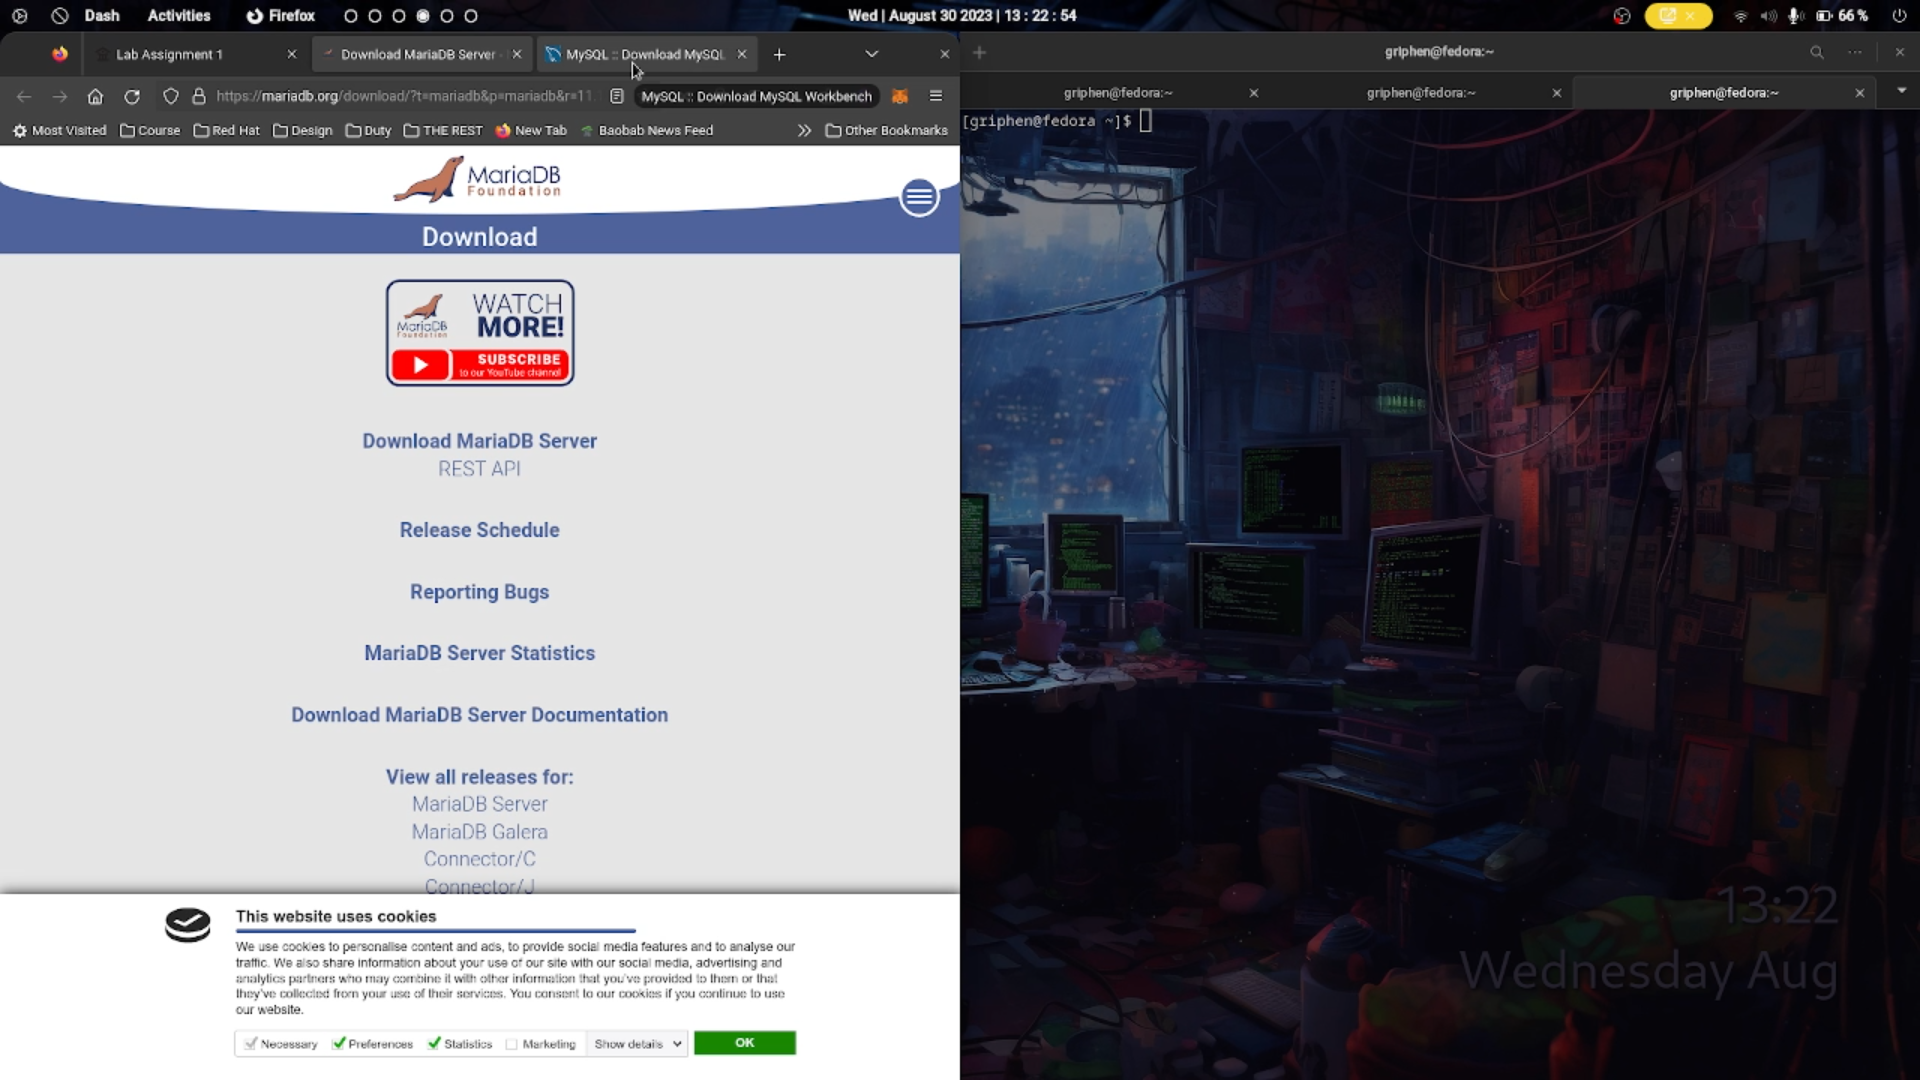 Dash Activities Firefox Wed | August 30 2023 | 13 : 22 : 54 66 %
Lab Assignment 1
Download MariaDB Server -
MySQL :: Download MySQL
https://mariadb.org/download/?t=mariadb&p=mariadb&r=11.
MySQL :: Download MySQL Workbench
Most Visited Course Red Hat Design Duty THE REST New Tab Baobab News Feed Other Bookmarks
MariaDB
Foundation
Download
MariaDB
Foundation
WATCH
MORE!
SUBSCRIBE
to our YouTube channel
Download MariaDB Server
REST API
Release Schedule
Reporting Bugs
MariaDB Server Statistics
Download MariaDB Server Documentation
View all releases for:
MariaDB Server
MariaDB Galera
Connector/C
Connector/J
This website uses cookies
We use cookies to personalise content and ads, to provide social media features and to analyse our
traffic. We also share information about your use of our site with our social media, advertising and
analytics partners who may combine it with other information that you've provided to them or that
they've collected from your use of their services. You consent to our cookies if you continue to use
our website.
Necessary Preferences Statistics Marketing Show details OK
griphen@fedora:~
griphen@fedora:~ griphen@fedora:~ griphen@fedora:~
[griphen@fedora ~]$
13:22
Wednesday Aug